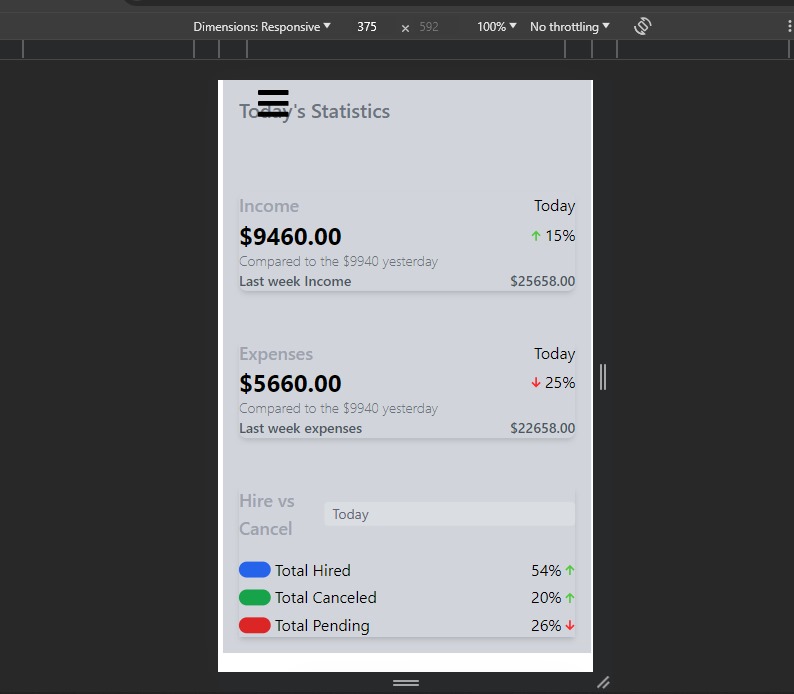 Dimensions: Responsive 375 × 592 100% No throttling
Today's Statistics
Income Today
$9460.00 15%
Compared to the $9940 yesterday
Last week Income $25658.00
Expenses Today
$5660.00 25%
Compared to the $9940 yesterday
Last week expenses $22658.00
Hire vs
Cancel
Today
Total Hired 54%
Total Canceled 20%
Total Pending 26%